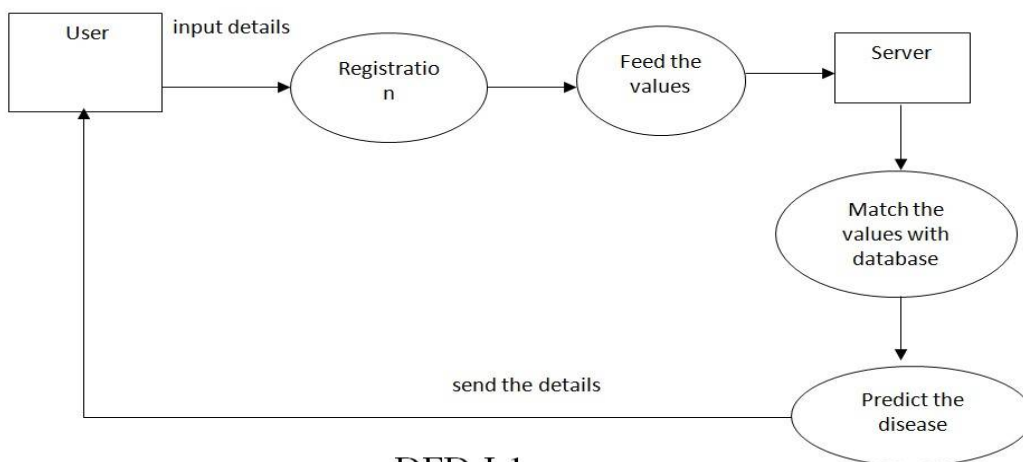 User
input details
Registratio
n
Feed the
values
Server
Match the
values with
database
Predict the
disease
send the details